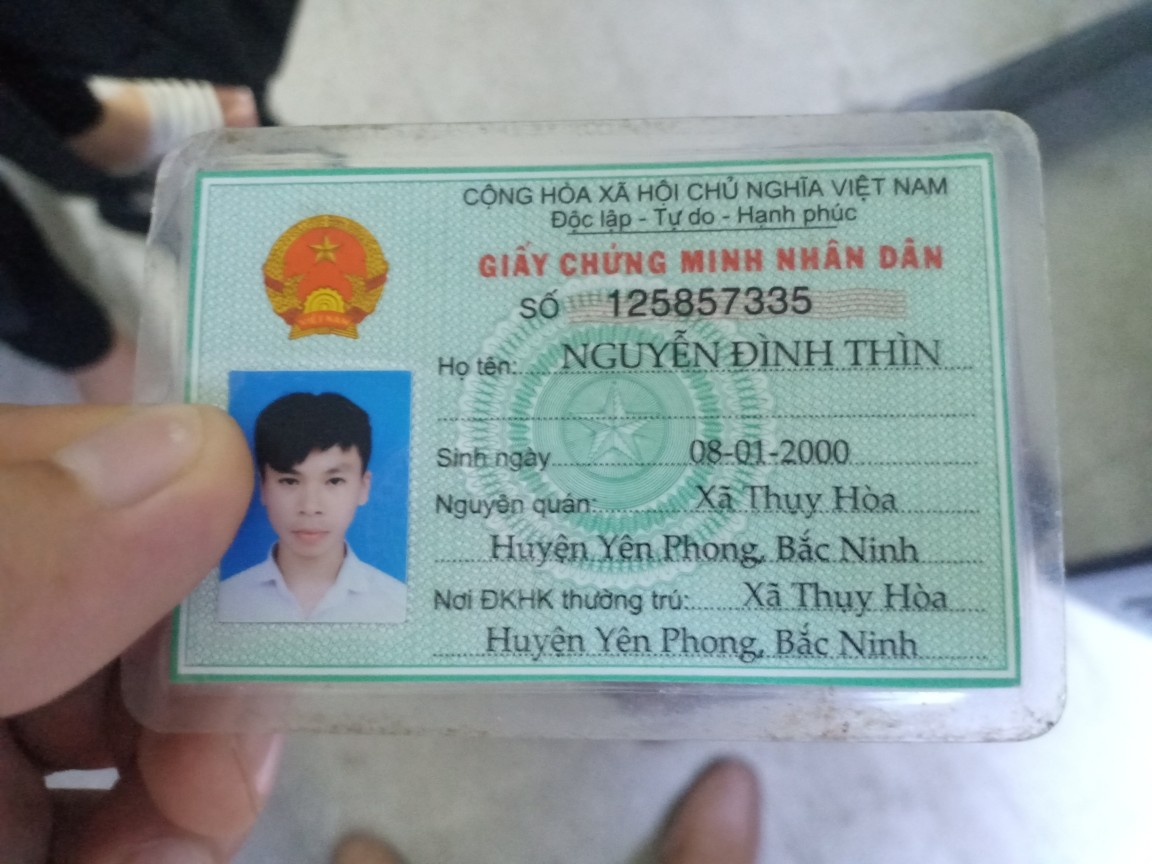 CỘNG HÒA XÃ HỘI CHỦ NGHĨA VIỆT NAM
Độc lập - Tự do - Hạnh phúc
GIẤY CHỨNG MINH NHÂN DÂN
SỐ 125857335
VIỆT NAM
Họ tên: NGUYỄN ĐÌNH THÌN
Sinh ngày 08-01-2000
Nguyên quán: Xã Thụy Hòa
Huyện Yên Phong, Bắc Ninh
Nơi ĐKHK thường trú: Xã Thụy Hòa
Huyện Yên Phong, Bắc Ninh